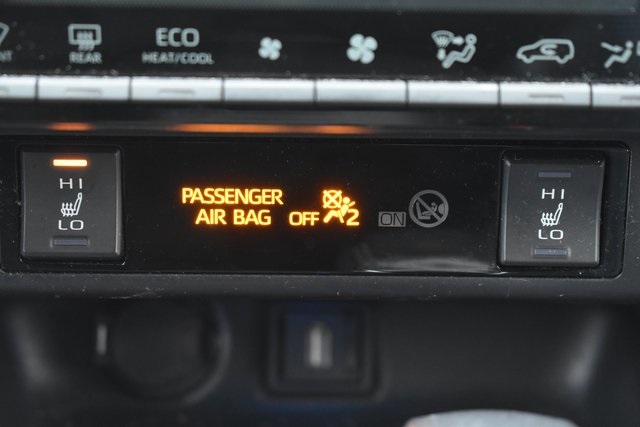 REAR
ECO
HEAT/COOL
HI
LO
PASSENGER
AIR BAG OFF 2 ON
HI
LO